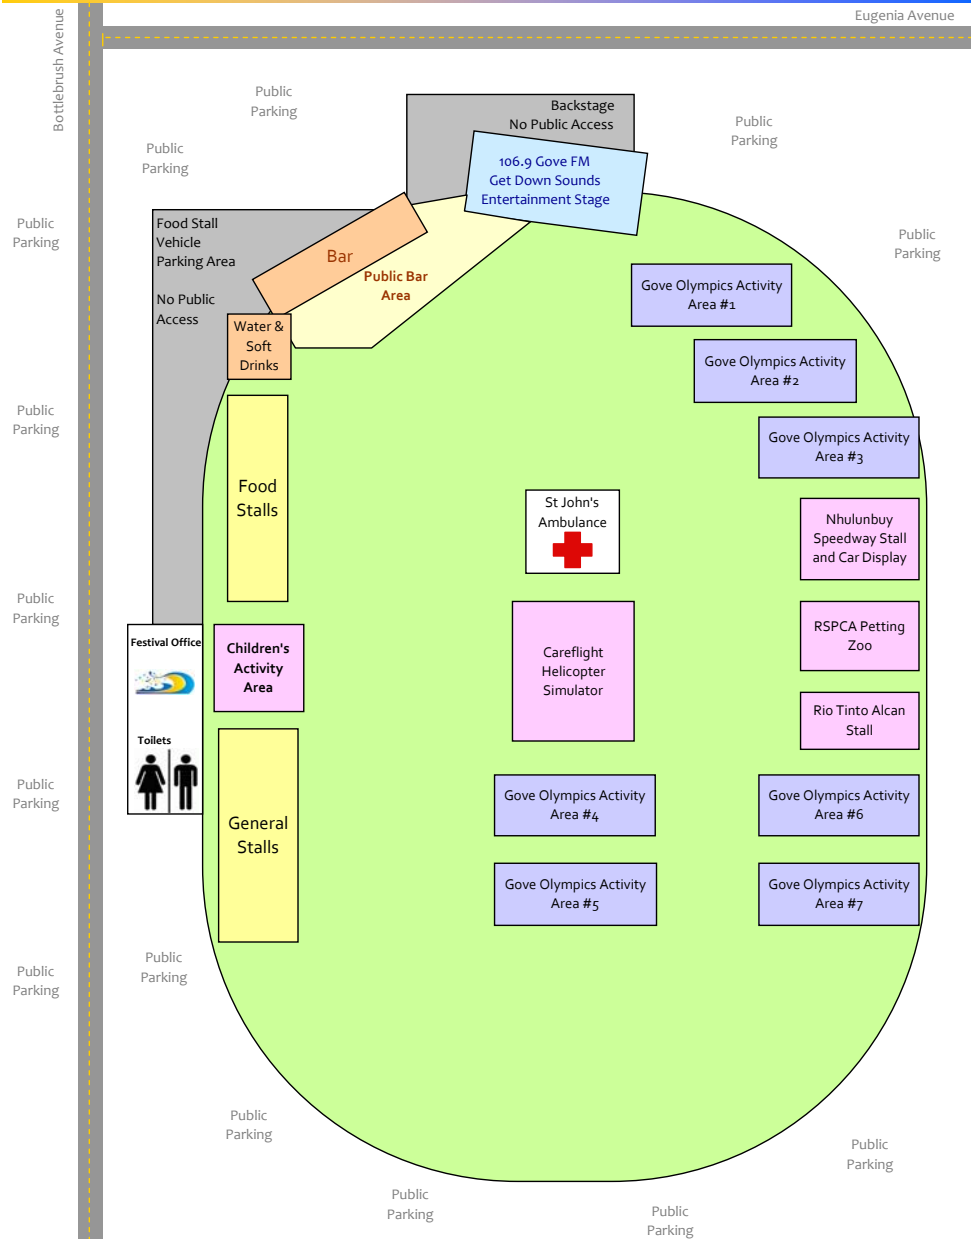 Eugenia Avenue
Bottlebrush Avenue
Public
Parking
Backstage
No Public Access
Public
Parking
Public
Parking
106.9 Gove FM
Get Down Sounds
Entertainment Stage
Public
Parking
Food Stall
Vehicle
Parking Area
No Public
Access
Public
Parking
Bar
Public Bar
Area
Gove Olympics Activity
Area #1
Water &
Soft
Drinks
Gove Olympics Activity
Area #2
Public
Parking
Gove Olympics Activity
Area #3
Food
Stalls
St John's
Ambulance
Nhulunbuy
Speedway Stall
and Car Display
Public
Parking
Festival Office
Children's
Activity
Area
Careflight
Helicopter
Simulator
RSPCA Petting
Zoo
Rio Tinto Alcan
Stall
Toilets
Public
Parking
General
Stalls
Gove Olympics Activity
Area #4
Gove Olympics Activity
Area #6
Gove Olympics Activity
Area #5
Gove Olympics Activity
Area #7
Public
Parking
Public
Parking
Public
Parking
Public
Parking
Public
Parking
Public
Parking